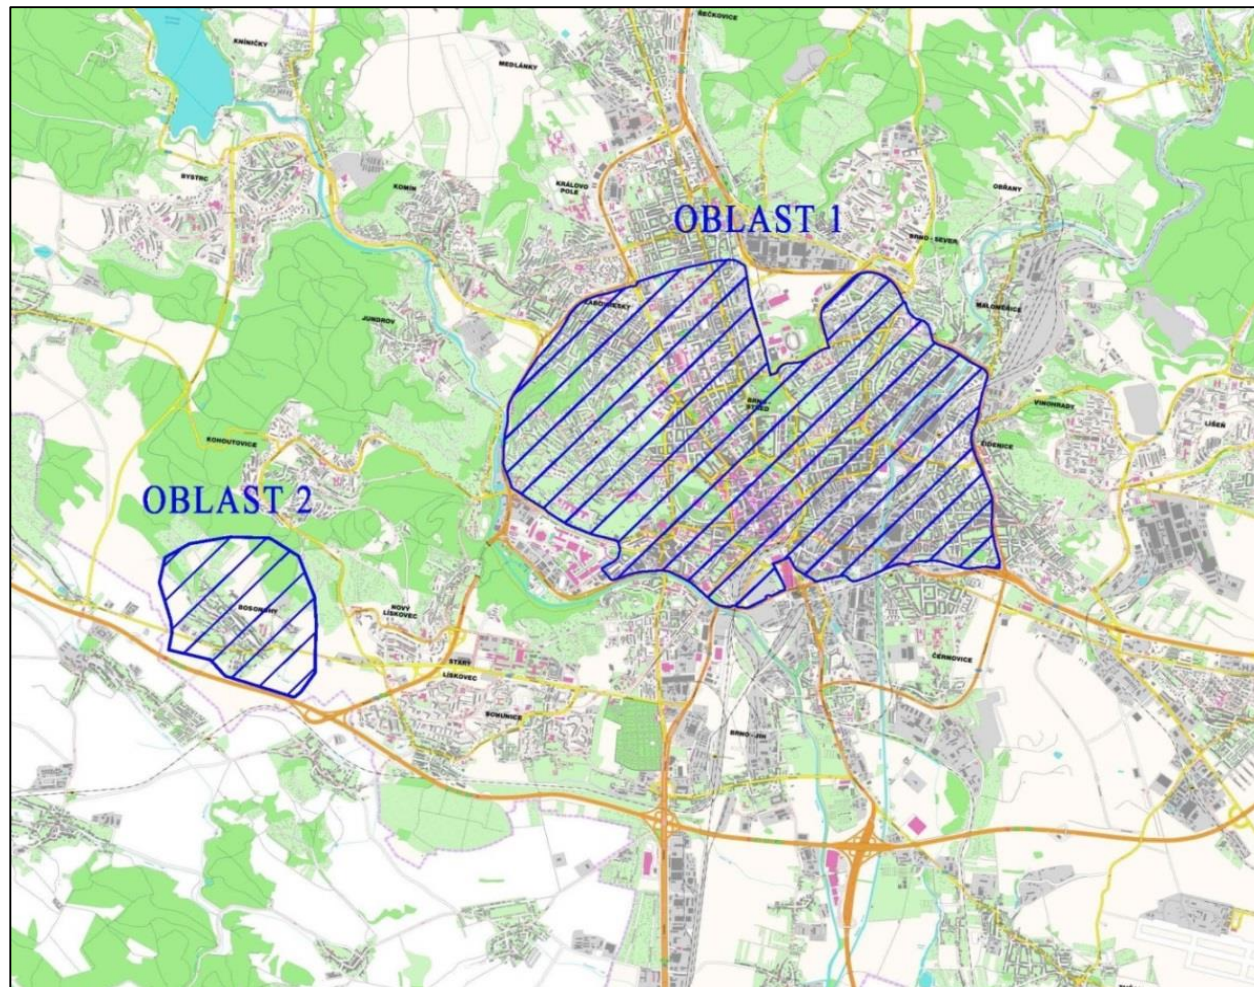 ŘEČKOVICE
KNÍNIČKY
MEDLÁNKY
BYSTRC
KOMÍN
KRÁLOVO
POLE
OBŘANY
OBLAST 1
BRNO - SEVER
MALOMĚŘICE
ŽABOVŘESKY
JUNDROV
BRNO -
STŘED
VINOHRADY
LÍŠEŇ
ŽIDENICE
KOHOUTOVICE
OBLAST 2
BOSONOHY
NOVÝ
LÍSKOVEC
STARÝ
LÍSKOVEC
ČERNOVICE
BOHUNICE
BRNO - JIH